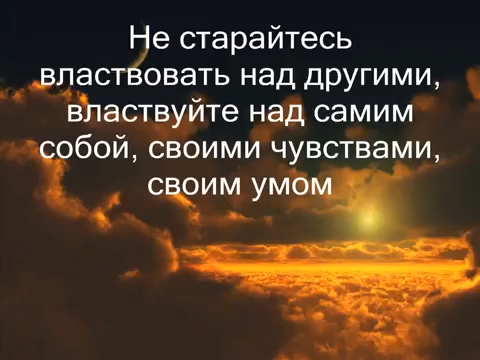 Не старайтесь
властвовать над другими,
властвуйте над самим
собой, своими чувствами,
своим умом